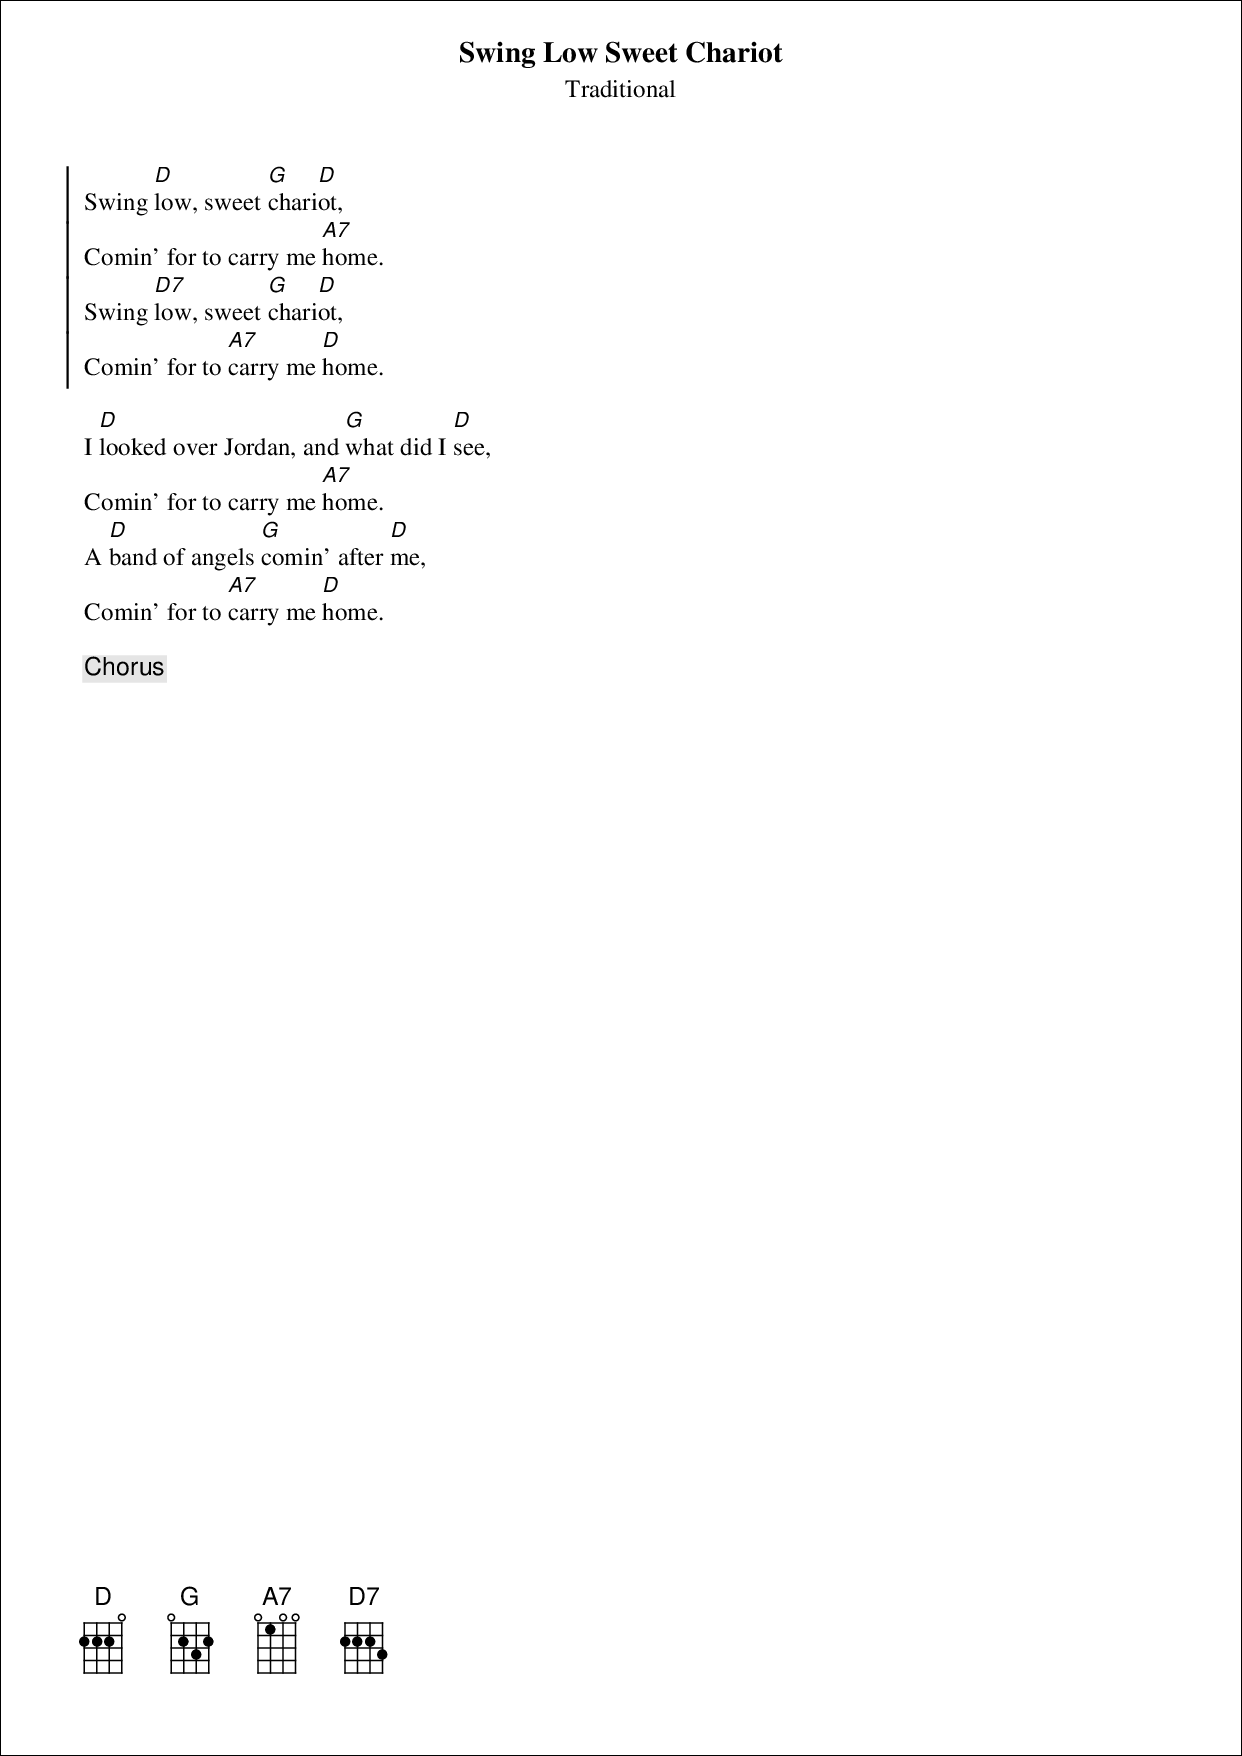 Swing Low Sweet Chariot
Traditional
D G D
Swing low, sweet chariot,
A7
Comin' for to carry me home.
D7 G D
Swing low, sweet chariot,
A7 D
Comin' for to carry me home.
D G D
I looked over Jordan, and what did I see,
A7
Comin' for to carry me home.
D G D
A band of angels comin' after me,
A7 D
Comin' for to carry me home.
Chorus
D G A7 D7